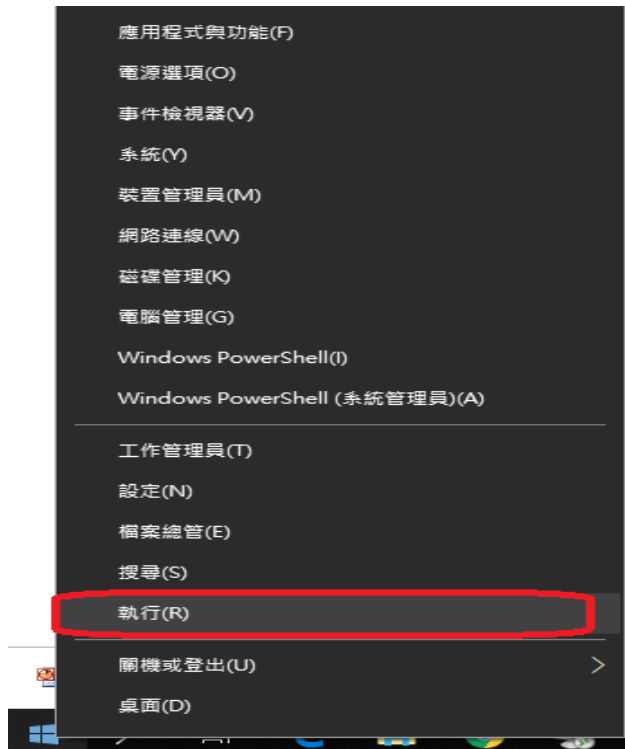 應用程式與功能(F)
電源選項(O)
事件檢視器(V)
系統(Y)
裝置管理員(M)
網路連線(W)
磁碟管理(K)
電腦管理(G)
Windows PowerShell(I)
Windows PowerShell (系統管理員)(A)
工作管理員(T)
設定(N)
檔案總管(E)
搜尋(S)
執行(R)
關機或登出(U)
桌面(D)